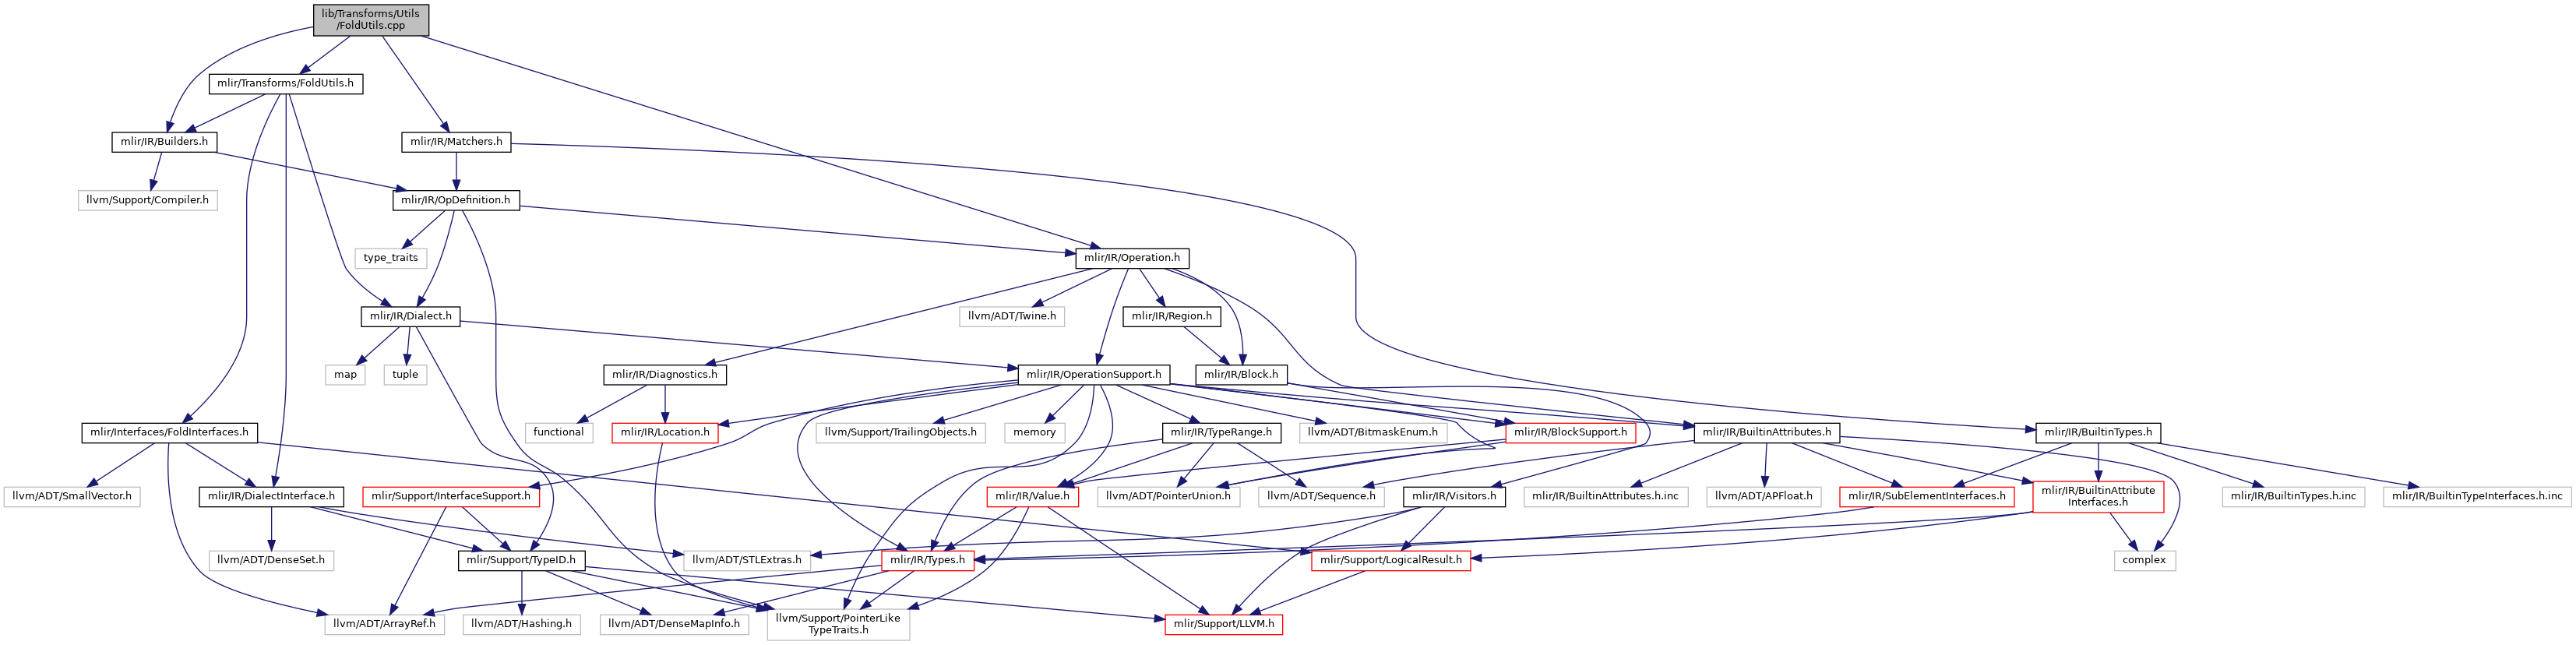 lib/Transforms/Utils
/FoldUtils.cpp
mlir/Transforms/FoldUtils.h
mlir/IR/Builders.h
mlir/IR/Matchers.h
llvm/Support/Compiler.h
mlir/IR/OpDefinition.h
type_traits
mlir/IR/Operation.h
mlir/IR/Dialect.h
llvm/ADT/Twine.h
mlir/IR/Region.h
map
tuple
mlir/IR/Diagnostics.h
mlir/IR/OperationSupport.h
mlir/IR/Block.h
mlir/Interfaces/FoldInterfaces.h
functional
mlir/IR/Location.h
llvm/Support/TrailingObjects.h
memory
mlir/IR/TypeRange.h
llvm/ADT/BitmaskEnum.h
mlir/IR/BlockSupport.h
mlir/IR/BuiltinAttributes.h
mlir/IR/BuiltinTypes.h
llvm/ADT/SmallVector.h
mlir/IR/DialectInterface.h
mlir/Support/InterfaceSupport.h
mlir/IR/Value.h
llvm/ADT/PointerUnion.h
llvm/ADT/Sequence.h
mlir/IR/Visitors.h
mlir/IR/BuiltinAttributes.h.inc
llvm/ADT/APFloat.h
mlir/IR/SubElementInterfaces.h
mlir/IR/BuiltinAttribute
Interfaces.h
mlir/IR/BuiltinTypes.h.inc
mlir/IR/BuiltinTypeInterfaces.h.inc
llvm/ADT/DenseSet.h
mlir/Support/TypeID.h
llvm/ADT/STLExtras.h
mlir/IR/Types.h
mlir/Support/LogicalResult.h
complex
llvm/ADT/ArrayRef.h
llvm/ADT/Hashing.h
llvm/ADT/DenseMapInfo.h
llvm/Support/PointerLike
TypeTraits.h
mlir/Support/LLVM.h